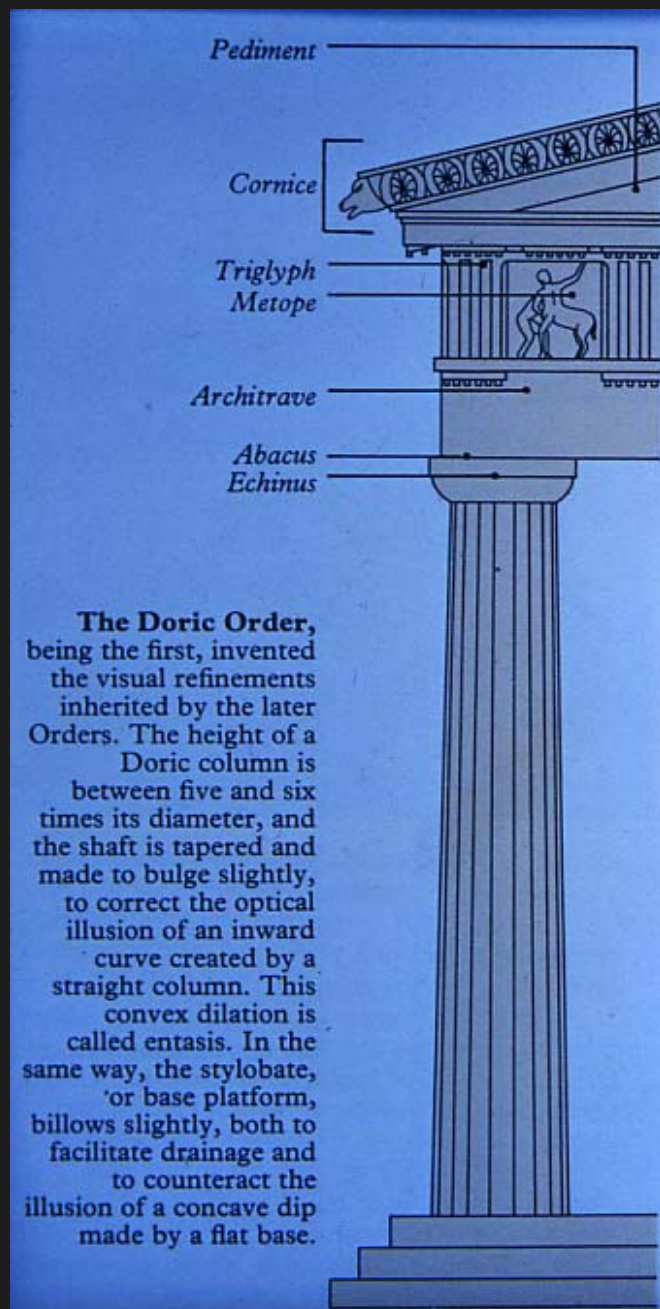 Pediment
Cornice
Triglyph
Metope
Architrave
Abacus
Echinus
The Doric Order,
being the first, invented
the visual refinements
inherited by the later
Orders. The height of a
Doric column is
between five and six
times its diameter, and
the shaft is tapered and
made to bulge slightly,
to correct the optical
illusion of an inward
curve created by a
straight column. This
convex dilation is
called entasis. In the
same way, the stylobate,
or base platform,
billows slightly, both to
facilitate drainage and
to counteract the
illusion of a concave dip
made by a flat base.